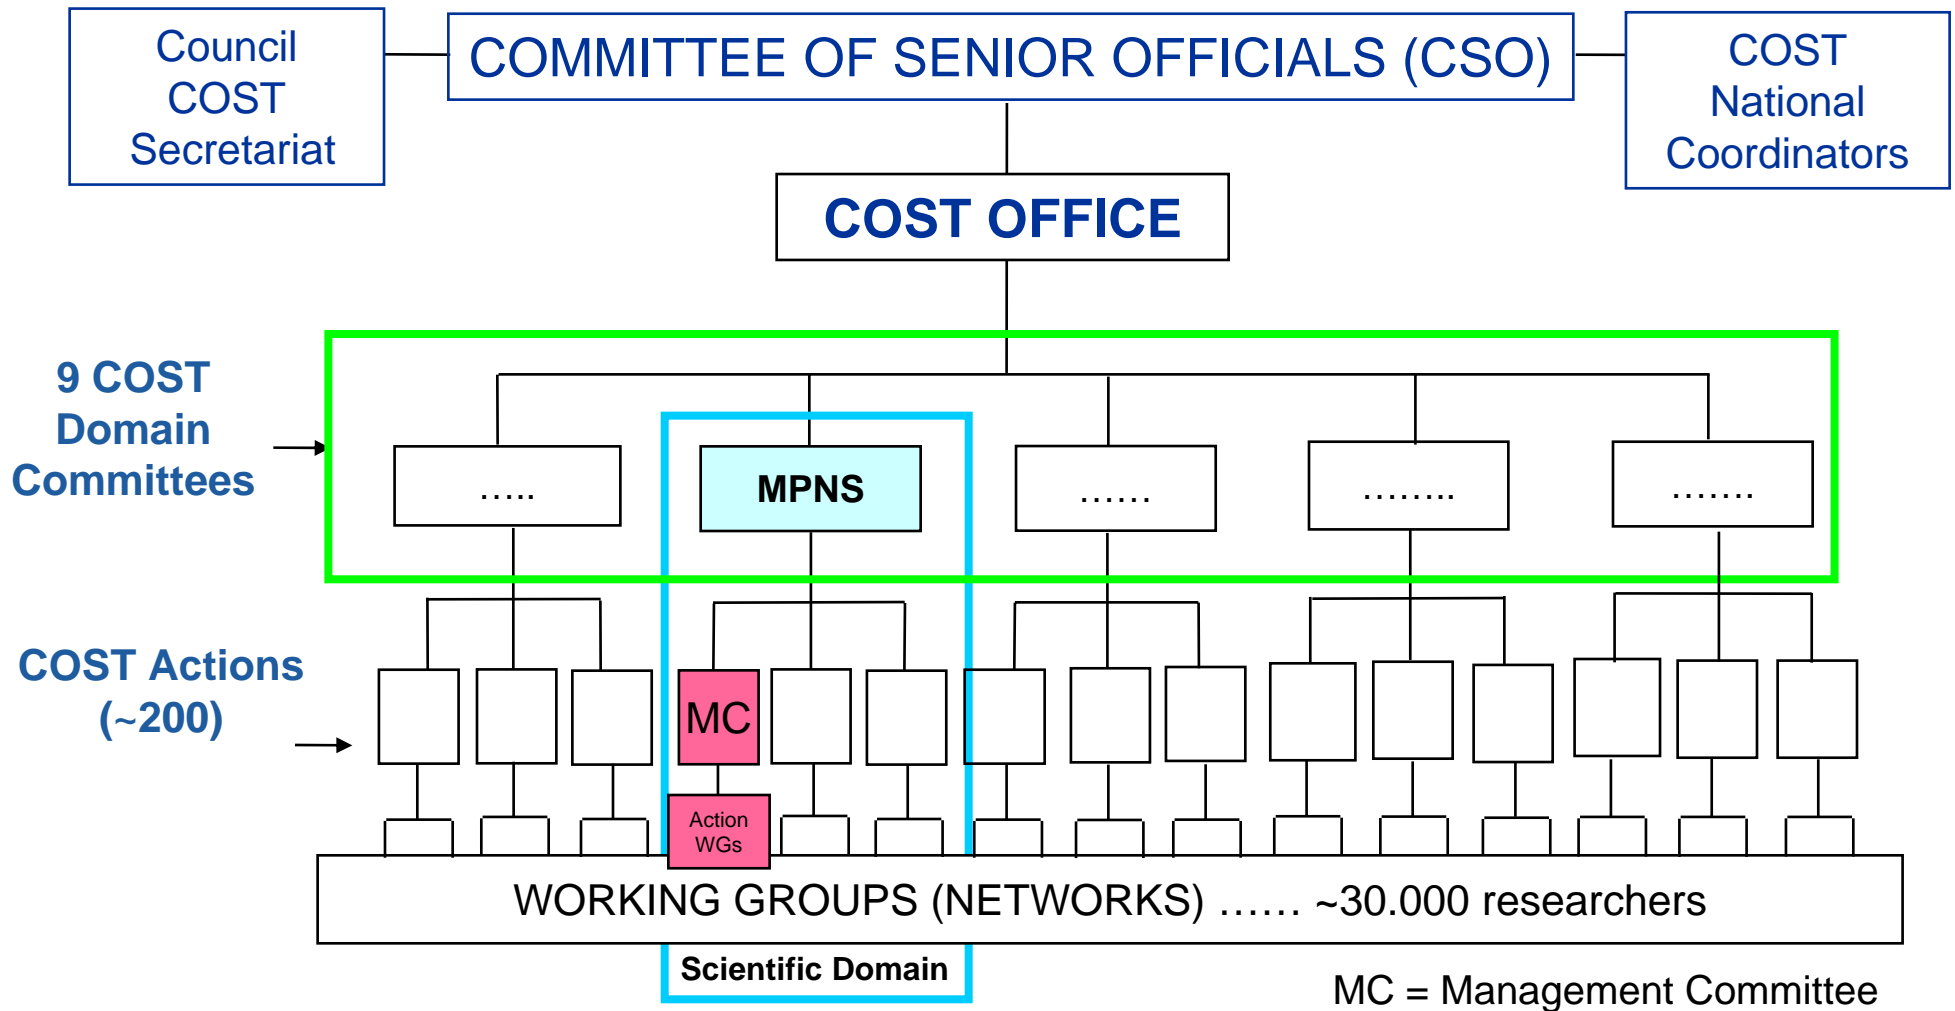 Council
COST
Secretariat
COMMITTEE OF SENIOR OFFICIALS (CSO)
COST
National
Coordinators
COST OFFICE
9 COST
Domain
Committees
.....
MPNS
......
........
.......
COST Actions
(~200)
MC
Action
WGs
WORKING GROUPS (NETWORKS) ...... ~30.000 researchers
Scientific Domain
MC = Management Committee